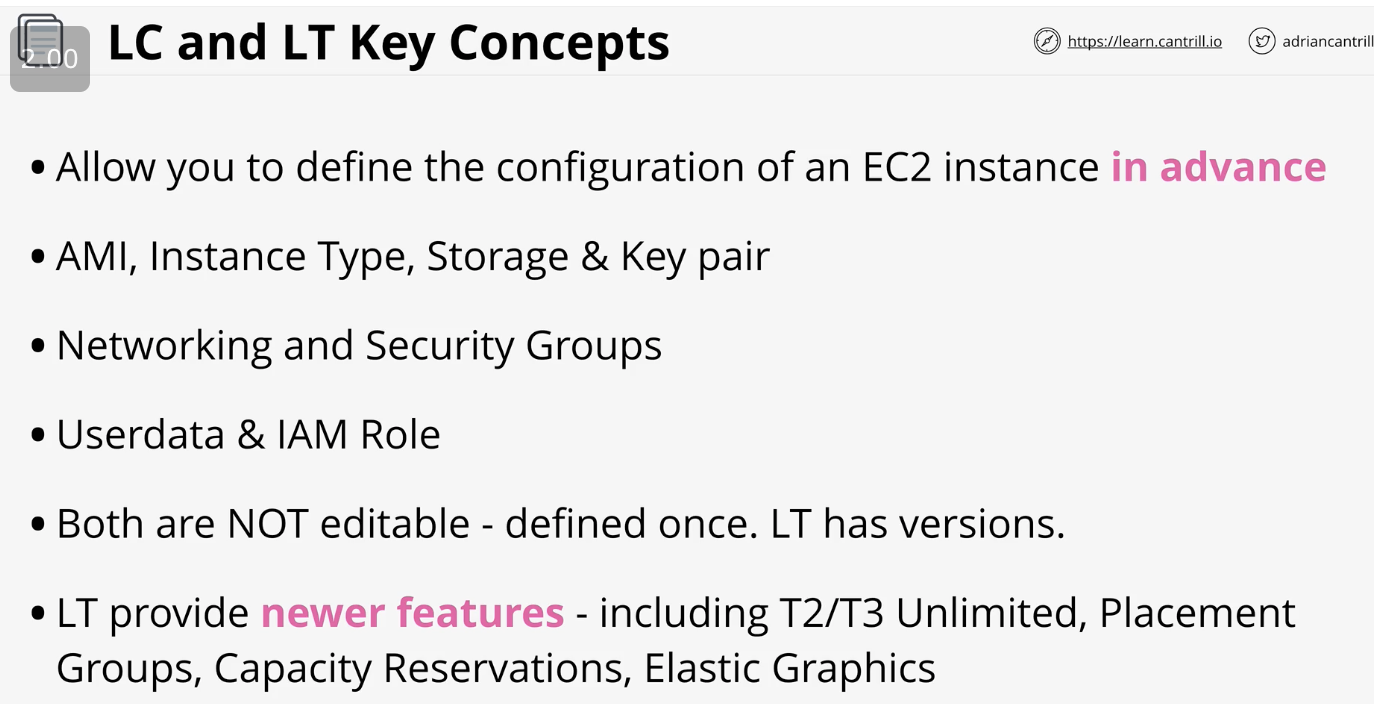 LC and LT Key Concepts
2.00
https://learn.cantrill.io
adriancantrill
• Allow you to define the configuration of an EC2 instance in advance
• AMI, Instance Type, Storage & Key pair
• Networking and Security Groups
• Userdata & IAM Role
• Both are NOT editable - defined once. LT has versions.
• LT provide newer features - including T2/T3 Unlimited, Placement
Groups, Capacity Reservations, Elastic Graphics